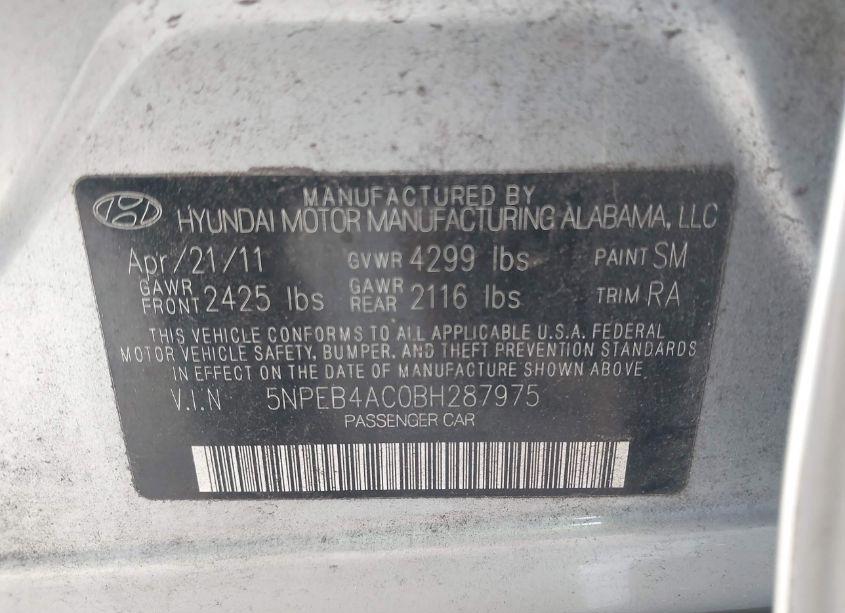 MANUFACTURED BY
HYUNDAI MOTOR MANUFACTURING ALABAMA, LLC
Apr/21/11 GVWR 4299 lbs PAINT SM
GAWR FRONT 2425 lbs GAWR REAR 2116 lbs TRIM RA
THIS VEHICLE CONFORMS TO ALL APPLICABLE U.S.A. FEDERAL
MOTOR VEHICLE SAFETY, BUMPER, AND THEFT PREVENTION STANDARDS
IN EFFECT ON THE DATE OF MANUFACTURE SHOWN ABOVE
V.I.N 5NPEB4AC0BH287975
PASSENGER CAR